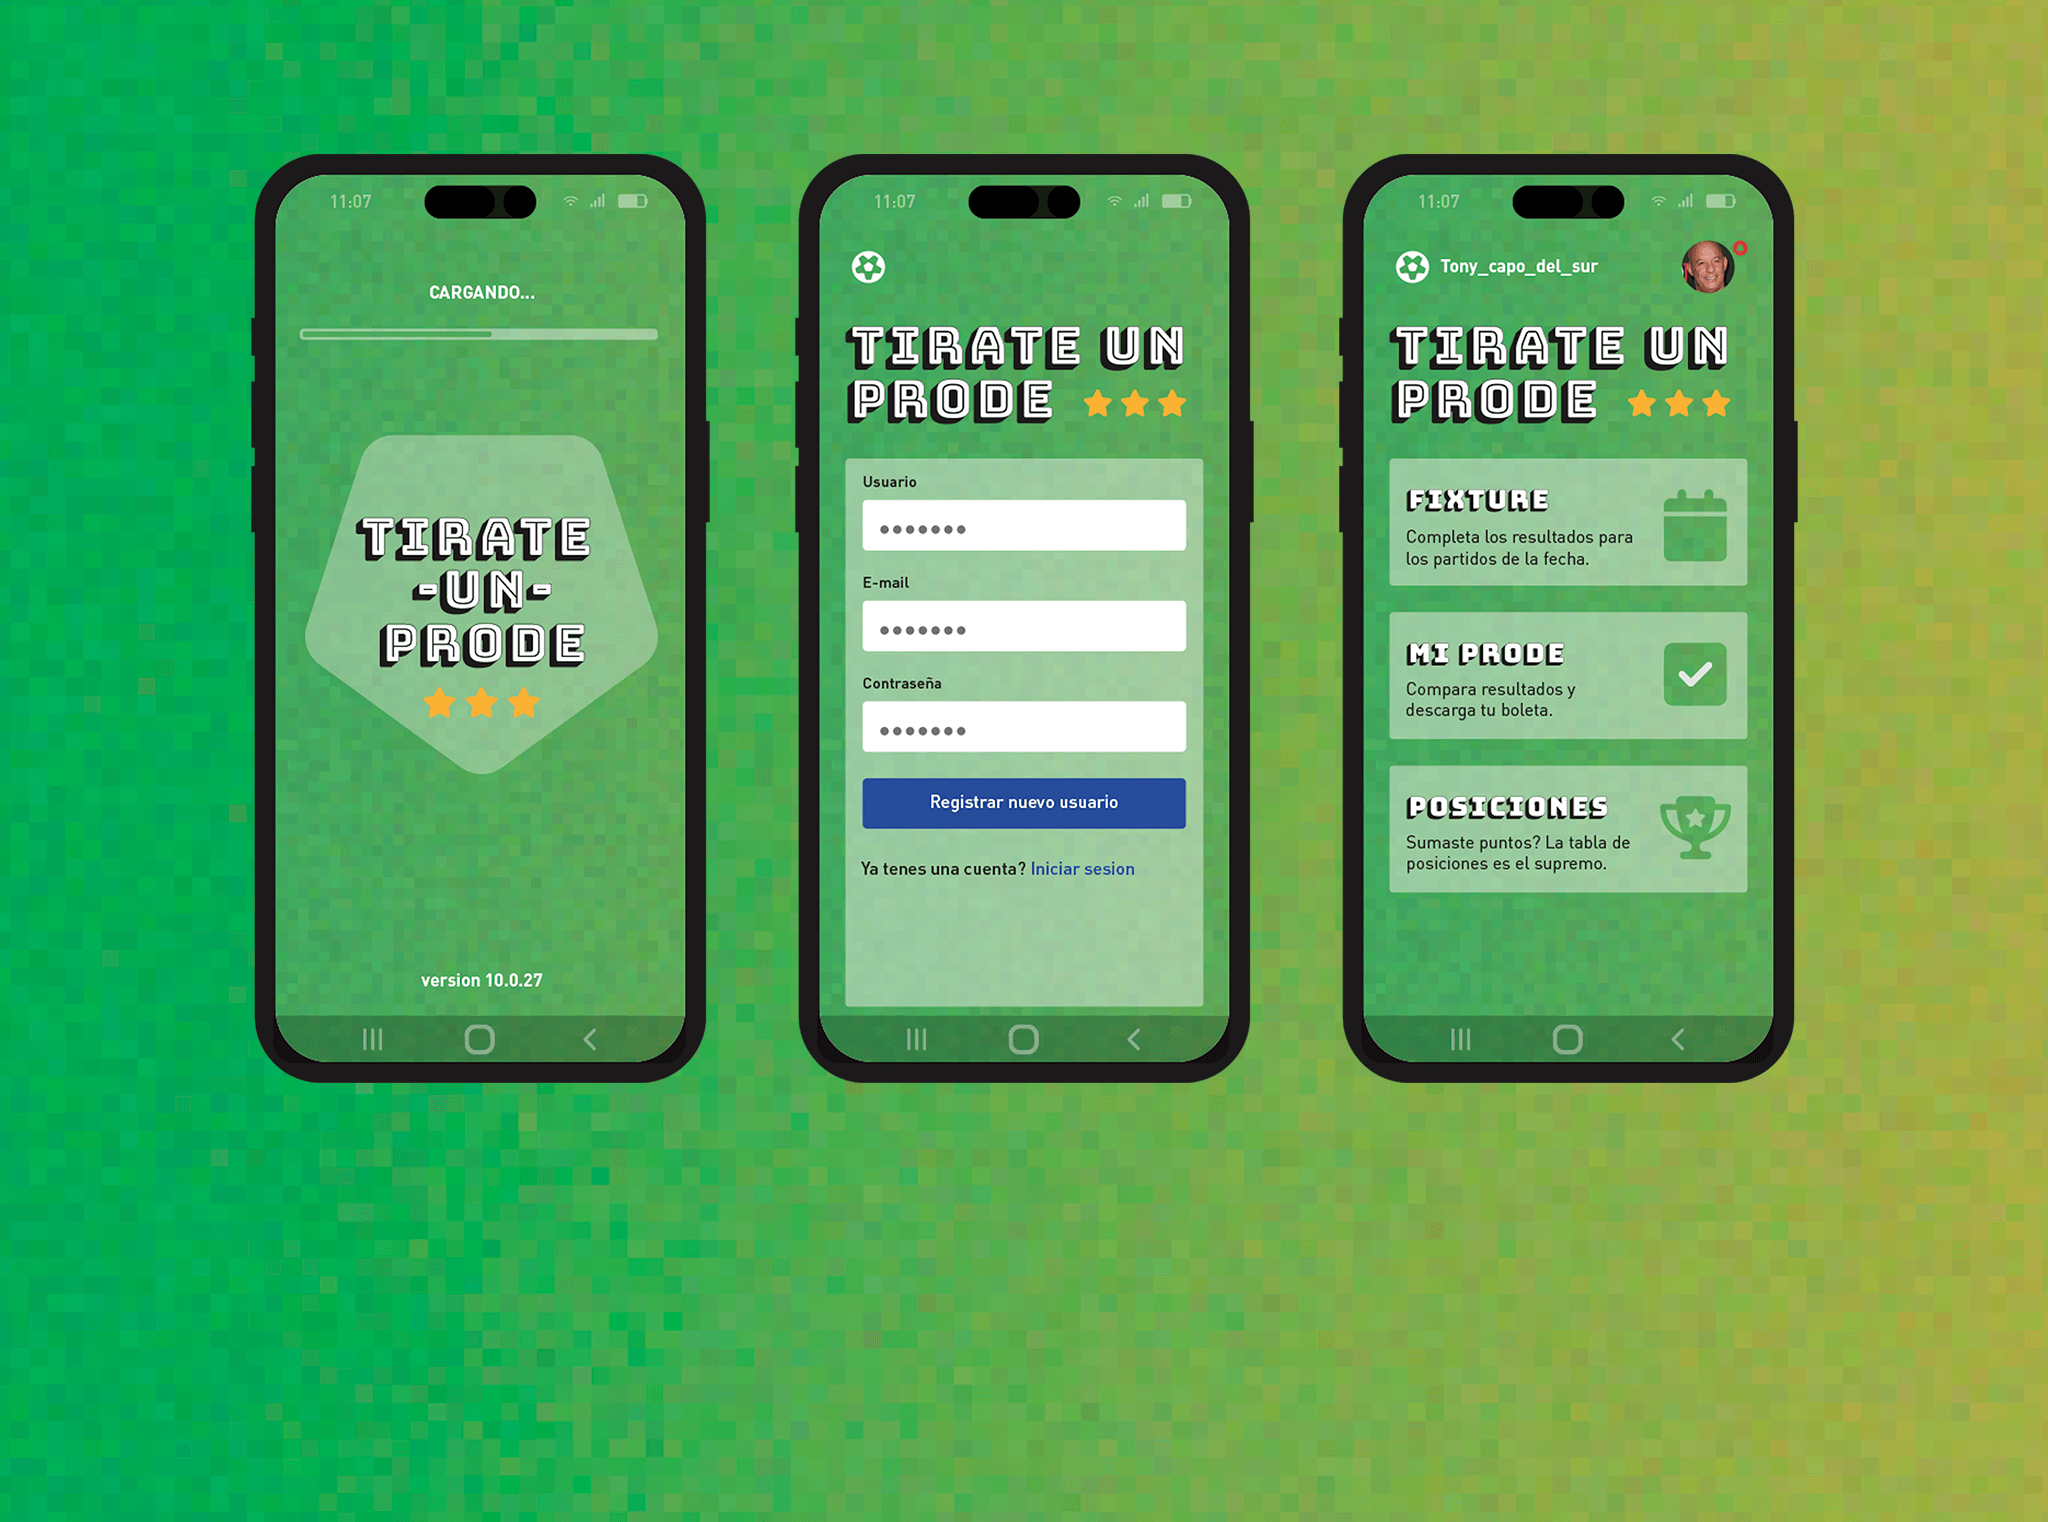 11:07
CARGANDO...
TIRATE
-UN-
PRODE
version 10.0.27
11:07
TIRATE UN
PRODE
Usuario
E-mail
Contraseña
Registrar nuevo usuario
Ya tenes una cuenta? Iniciar sesion
11:07
Tony_capo_del_sur
TIRATE UN
PRODE
FIXTURE
Completa los resultados para
los partidos de la fecha.
MI PRODE
Compara resultados y
descarga tu boleta.
POSICIONES
Sumaste puntos? La tabla de
posiciones es el supremo.